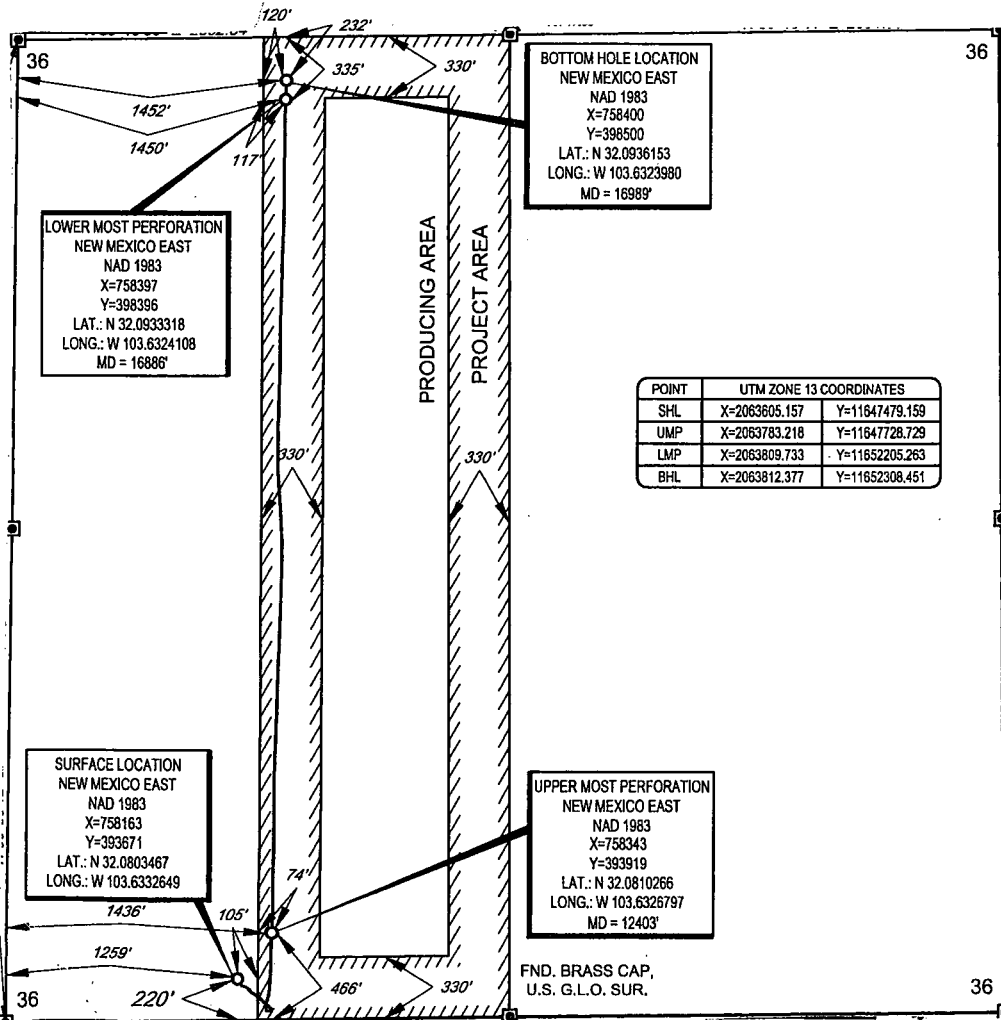 120'
232'
36
36
335'
330'
1452'
1450'
117'
BOTTOM HOLE LOCATION
NEW MEXICO EAST
NAD 1983
X=758400
Y=398500
LAT.: N 32.0936153
LONG.: W 103.6323980
MD = 16989'
LOWER MOST PERFORATION
NEW MEXICO EAST
NAD 1983
X=758397
Y=398396
LAT.: N 32.0933318
LONG.: W 103.6324108
MD = 16886'
PRODUCING AREA
PROJECT AREA
POINT UTM ZONE 13 COORDINATES
SHL X=2063605.157 Y=11647479.159
UMP X=2063783.218 Y=11647728.729
LMP X=2063809.733 Y=11652205.263
BHL X=2063812.377 Y=11652308.451
330'
330'
SURFACE LOCATION
NEW MEXICO EAST
NAD 1983
X=758163
Y=393671
LAT.: N 32.0803467
LONG.: W 103.6332649
UPPER MOST PERFORATION
NEW MEXICO EAST
NAD 1983
X=758343
Y=393919
LAT.: N 32.0810266
LONG.: W 103.6326797
MD = 12403'
74'
1436'
105'
1259'
220'
466'
330'
FND. BRASS CAP,
U.S. G.L.O. SUR.
36
36